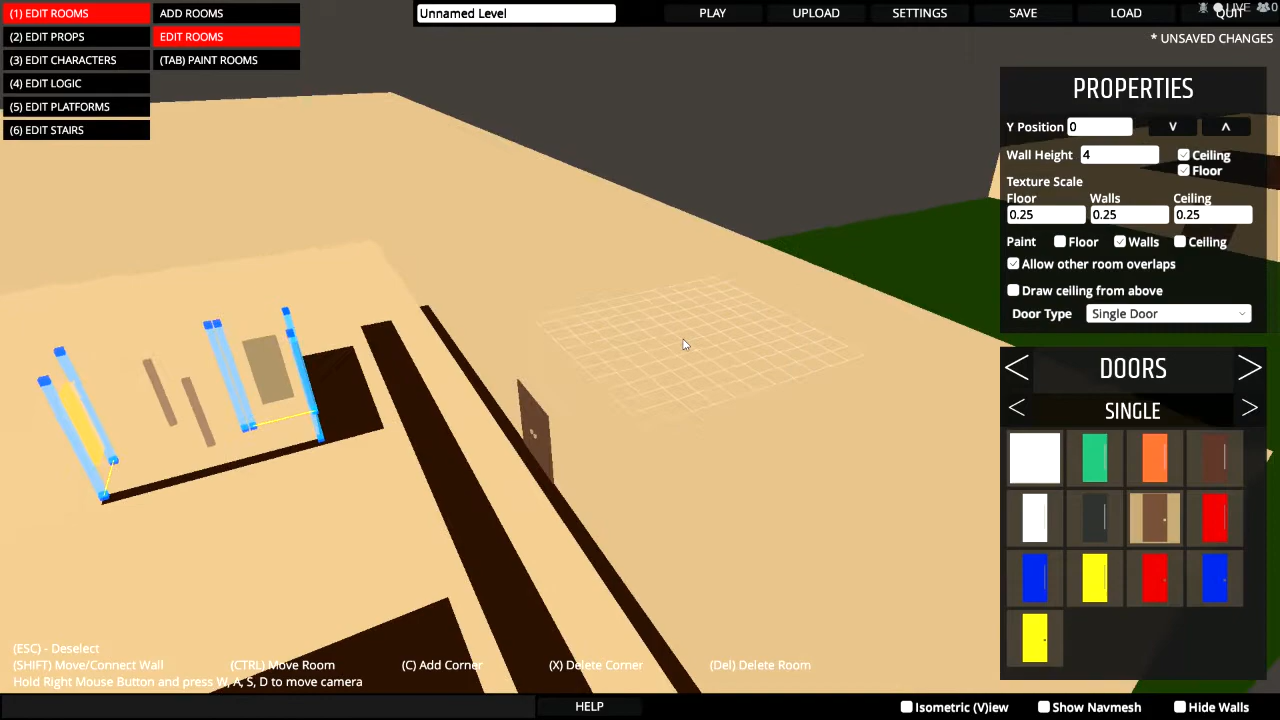 (1) EDIT ROOMS
ADD ROOMS
Unnamed Level
PLAY
UPLOAD
SETTINGS
SAVE
LOAD
QUIT
LIVE
0
(2) EDIT PROPS
EDIT ROOMS
* UNSAVED CHANGES
(3) EDIT CHARACTERS
(TAB) PAINT ROOMS
(4) EDIT LOGIC
(5) EDIT PLATFORMS
(6) EDIT STAIRS
PROPERTIES
Y Position 0 V ʌ
Wall Height 4
Ceiling
Floor
Texture Scale
Floor Walls Ceiling
0.25 0.25 0.25
Paint Floor Walls Ceiling
Allow other room overlaps
Draw ceiling from above
Door Type Single Door
< DOORS >
< SINGLE >
(ESC) - Deselect
(SHIFT) Move/Connect Wall (CTRL) Move Room (C) Add Corner (X) Delete Corner (Del) Delete Room
Hold Right Mouse Button and press W, A, S, D to move camera
HELP
Isometric (V)iew Show Navmesh Hide Walls